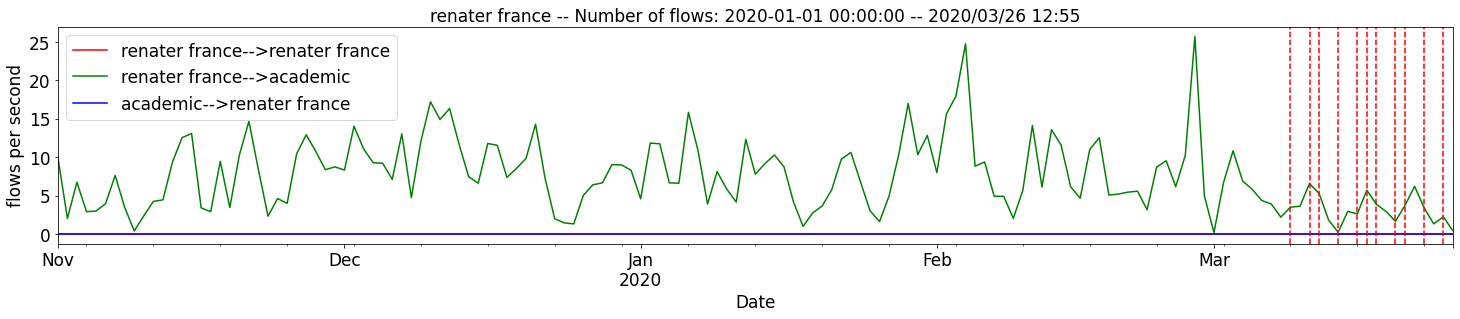 renater france -- Number of flows: 2020-01-01 00:00:00 -- 2020/03/26 12:55
renater france-->renater france
renater france-->academic
academic-->renater france
flows per second
25
20
15
10
5
0
Nov Dec Jan Feb Mar
2020
Date